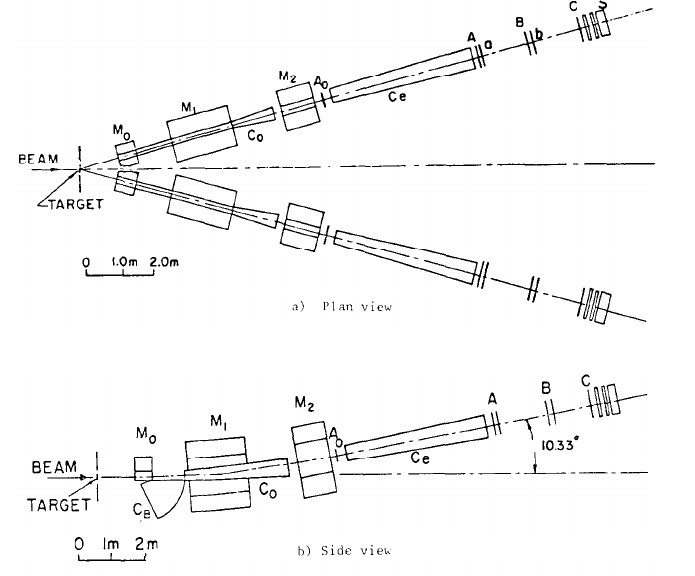 C S
B b
A a
M₂ A₀
Ce
M₁
C₀
M₀
BEAM
TARGET
0 1.0m 2.0m
a) Plan view
C
B
A
M₂
M₁
M₀
A₀
10.33°
Ce
BEAM
C₀
TARGET
C_B
0 1m 2m
b) Side view